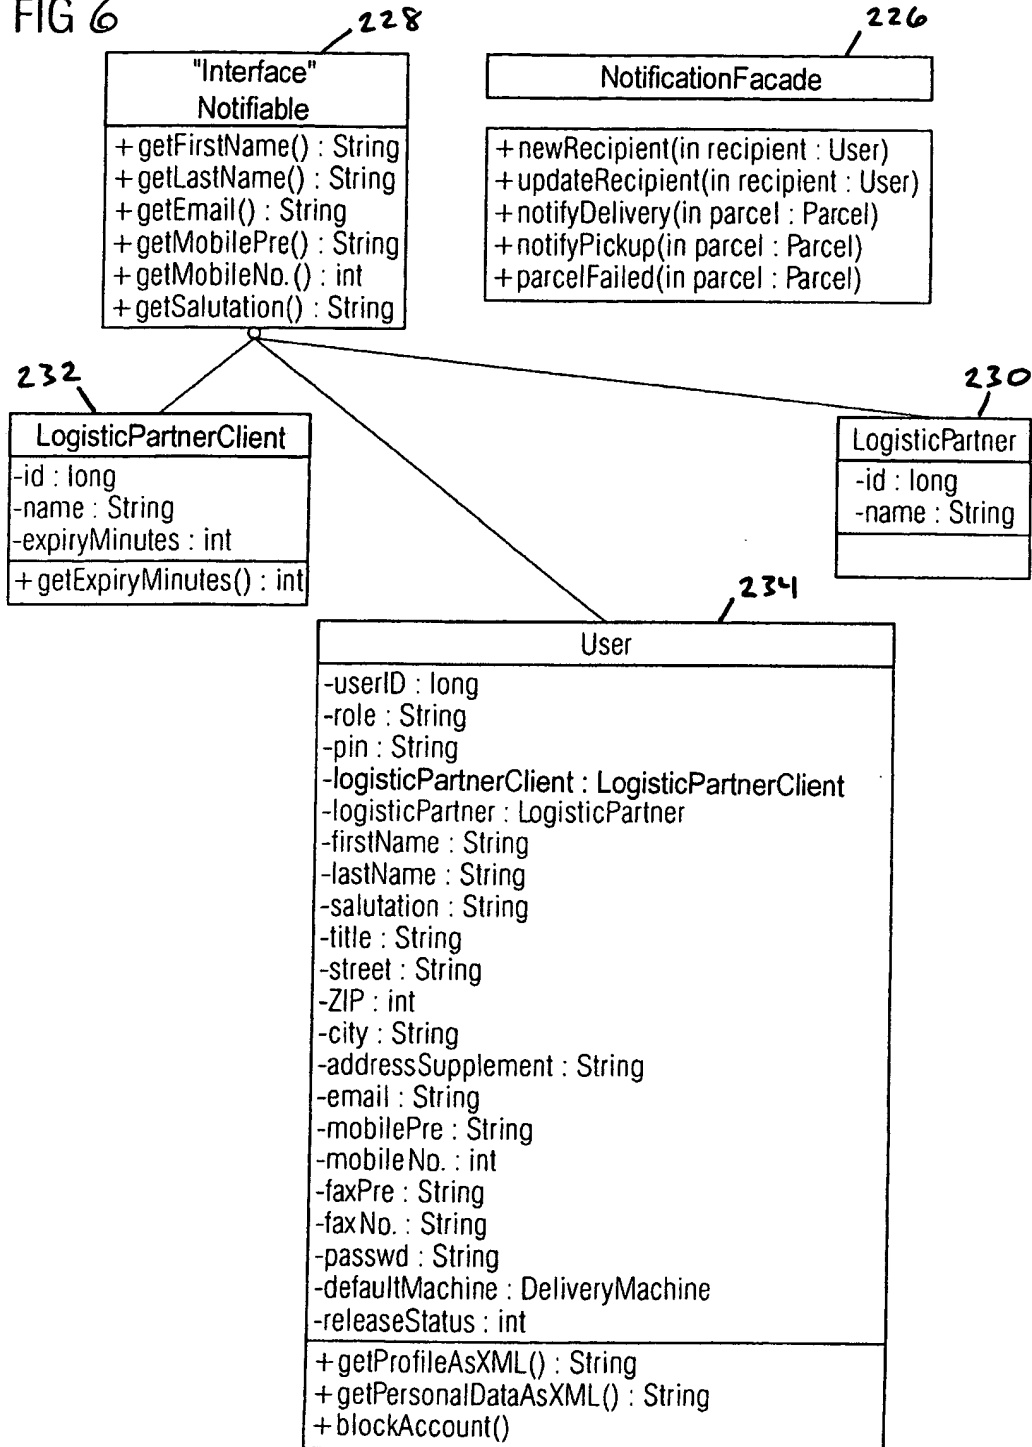 FIG 6
228
226
"Interface"
Notifiable
+getFirstName() : String
+getLastName() : String
+getEmail() : String
+getMobilePre() : String
+getMobileNo.() : int
+getSalutation() : String
NotificationFacade
+newRecipient(in recipient : User)
+updateRecipient(in recipient : User)
+notifyDelivery(in parcel : Parcel)
+notifyPickup(in parcel : Parcel)
+parcelFailed(in parcel : Parcel)
232
230
LogisticPartnerClient
-id : long
-name : String
-expiryMinutes : int
+getExpiryMinutes() : int
LogisticPartner
-id : long
-name : String
234
User
-userID : long
-role : String
-pin : String
-logisticPartnerClient : LogisticPartnerClient
-logisticPartner : LogisticPartner
-firstName : String
-lastName : String
-salutation : String
-title : String
-street : String
-ZIP : int
-city : String
-addressSupplement : String
-email : String
-mobilePre : String
-mobileNo. : int
-faxPre : String
-faxNo. : String
-passwd : String
-defaultMachine : DeliveryMachine
-releaseStatus : int
+getProfileAsXML() : String
+getPersonalDataAsXML() : String
+blockAccount()